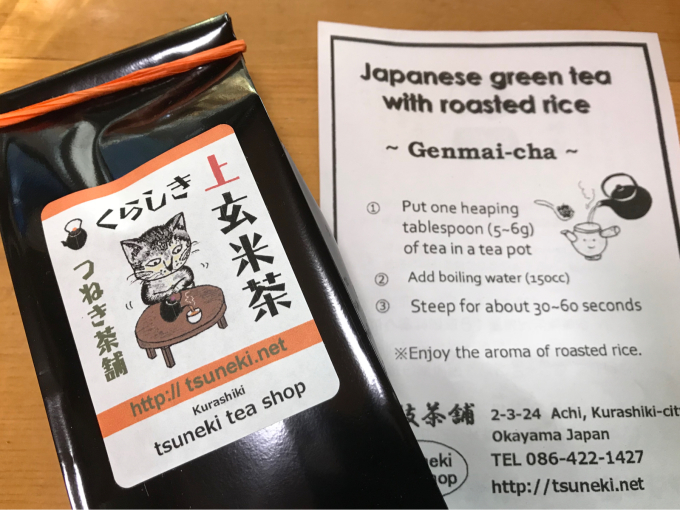 上玄米茶
くらしき
つねき茶舗
http://tsuneki.net
Kurashiki
tsuneki tea shop
Japanese green tea
with roasted rice
~ Genmai-cha ~
① Put one heaping
tablespoon (5~6g)
of tea in a tea pot
② Add boiling water (150cc)
③ Steep for about 30~60 seconds
※Enjoy the aroma of roasted rice.
茶舗 2-3-24 Achi, Kurashiki-cit
Okayama Japan
TEL 086-422-1427
http://tsuneki.net